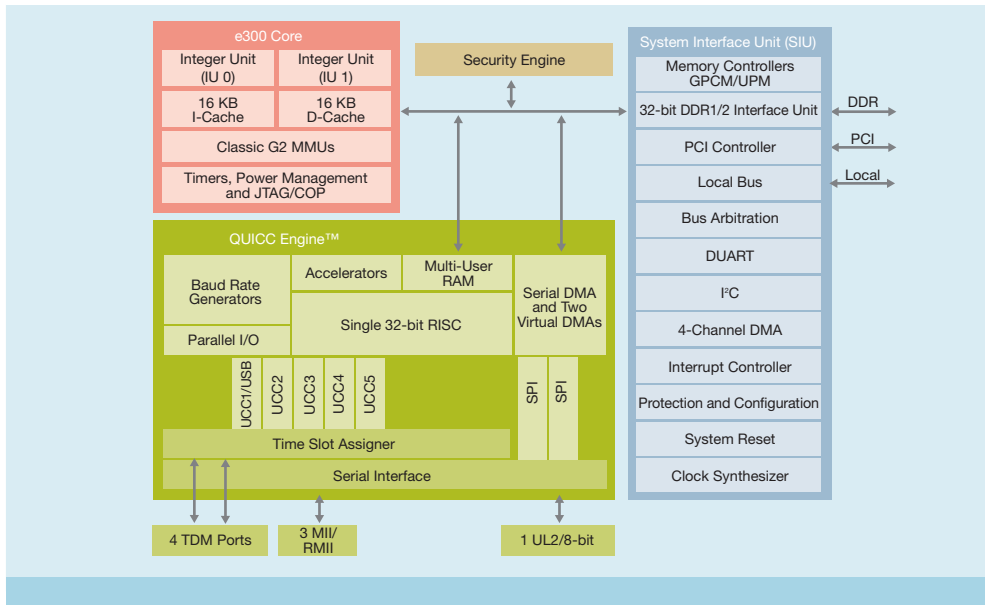 e300 Core
Integer Unit
(IU 0)
Integer Unit
(IU 1)
16 KB
I-Cache
16 KB
D-Cache
Classic G2 MMUs
Timers, Power Management
and JTAG/COP
Security Engine
System Interface Unit (SIU)
Memory Controllers
GPCM/UPM
32-bit DDR1/2 Interface Unit
PCI Controller
Local Bus
Bus Arbitration
DUART
I²C
4-Channel DMA
Interrupt Controller
Protection and Configuration
System Reset
Clock Synthesizer
DDR
PCI
Local
QUICC Engine™
Baud Rate
Generators
Parallel I/O
Accelerators
Multi-User
RAM
Single 32-bit RISC
Serial DMA
and Two
Virtual DMAs
UCC1/USB
UCC2
UCC3
UCC4
UCC5
SPI
SPI
Time Slot Assigner
Serial Interface
4 TDM Ports
3 MII/
RMII
1 UL2/8-bit